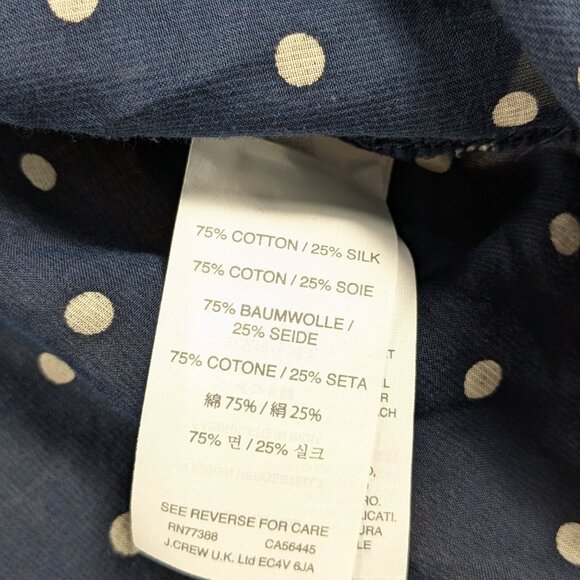 75% COTTON / 25% SILK
75% COTON / 25% SOIE
75% BAUMWOLLE /
25% SEIDE
75% COTONE / 25% SETA
綿 75% / 絹 25%
75% 면 / 25% 실크
SEE REVERSE FOR CARE
RN77388 CA56445
J.CREW U.K. Ltd EC4V 6JA